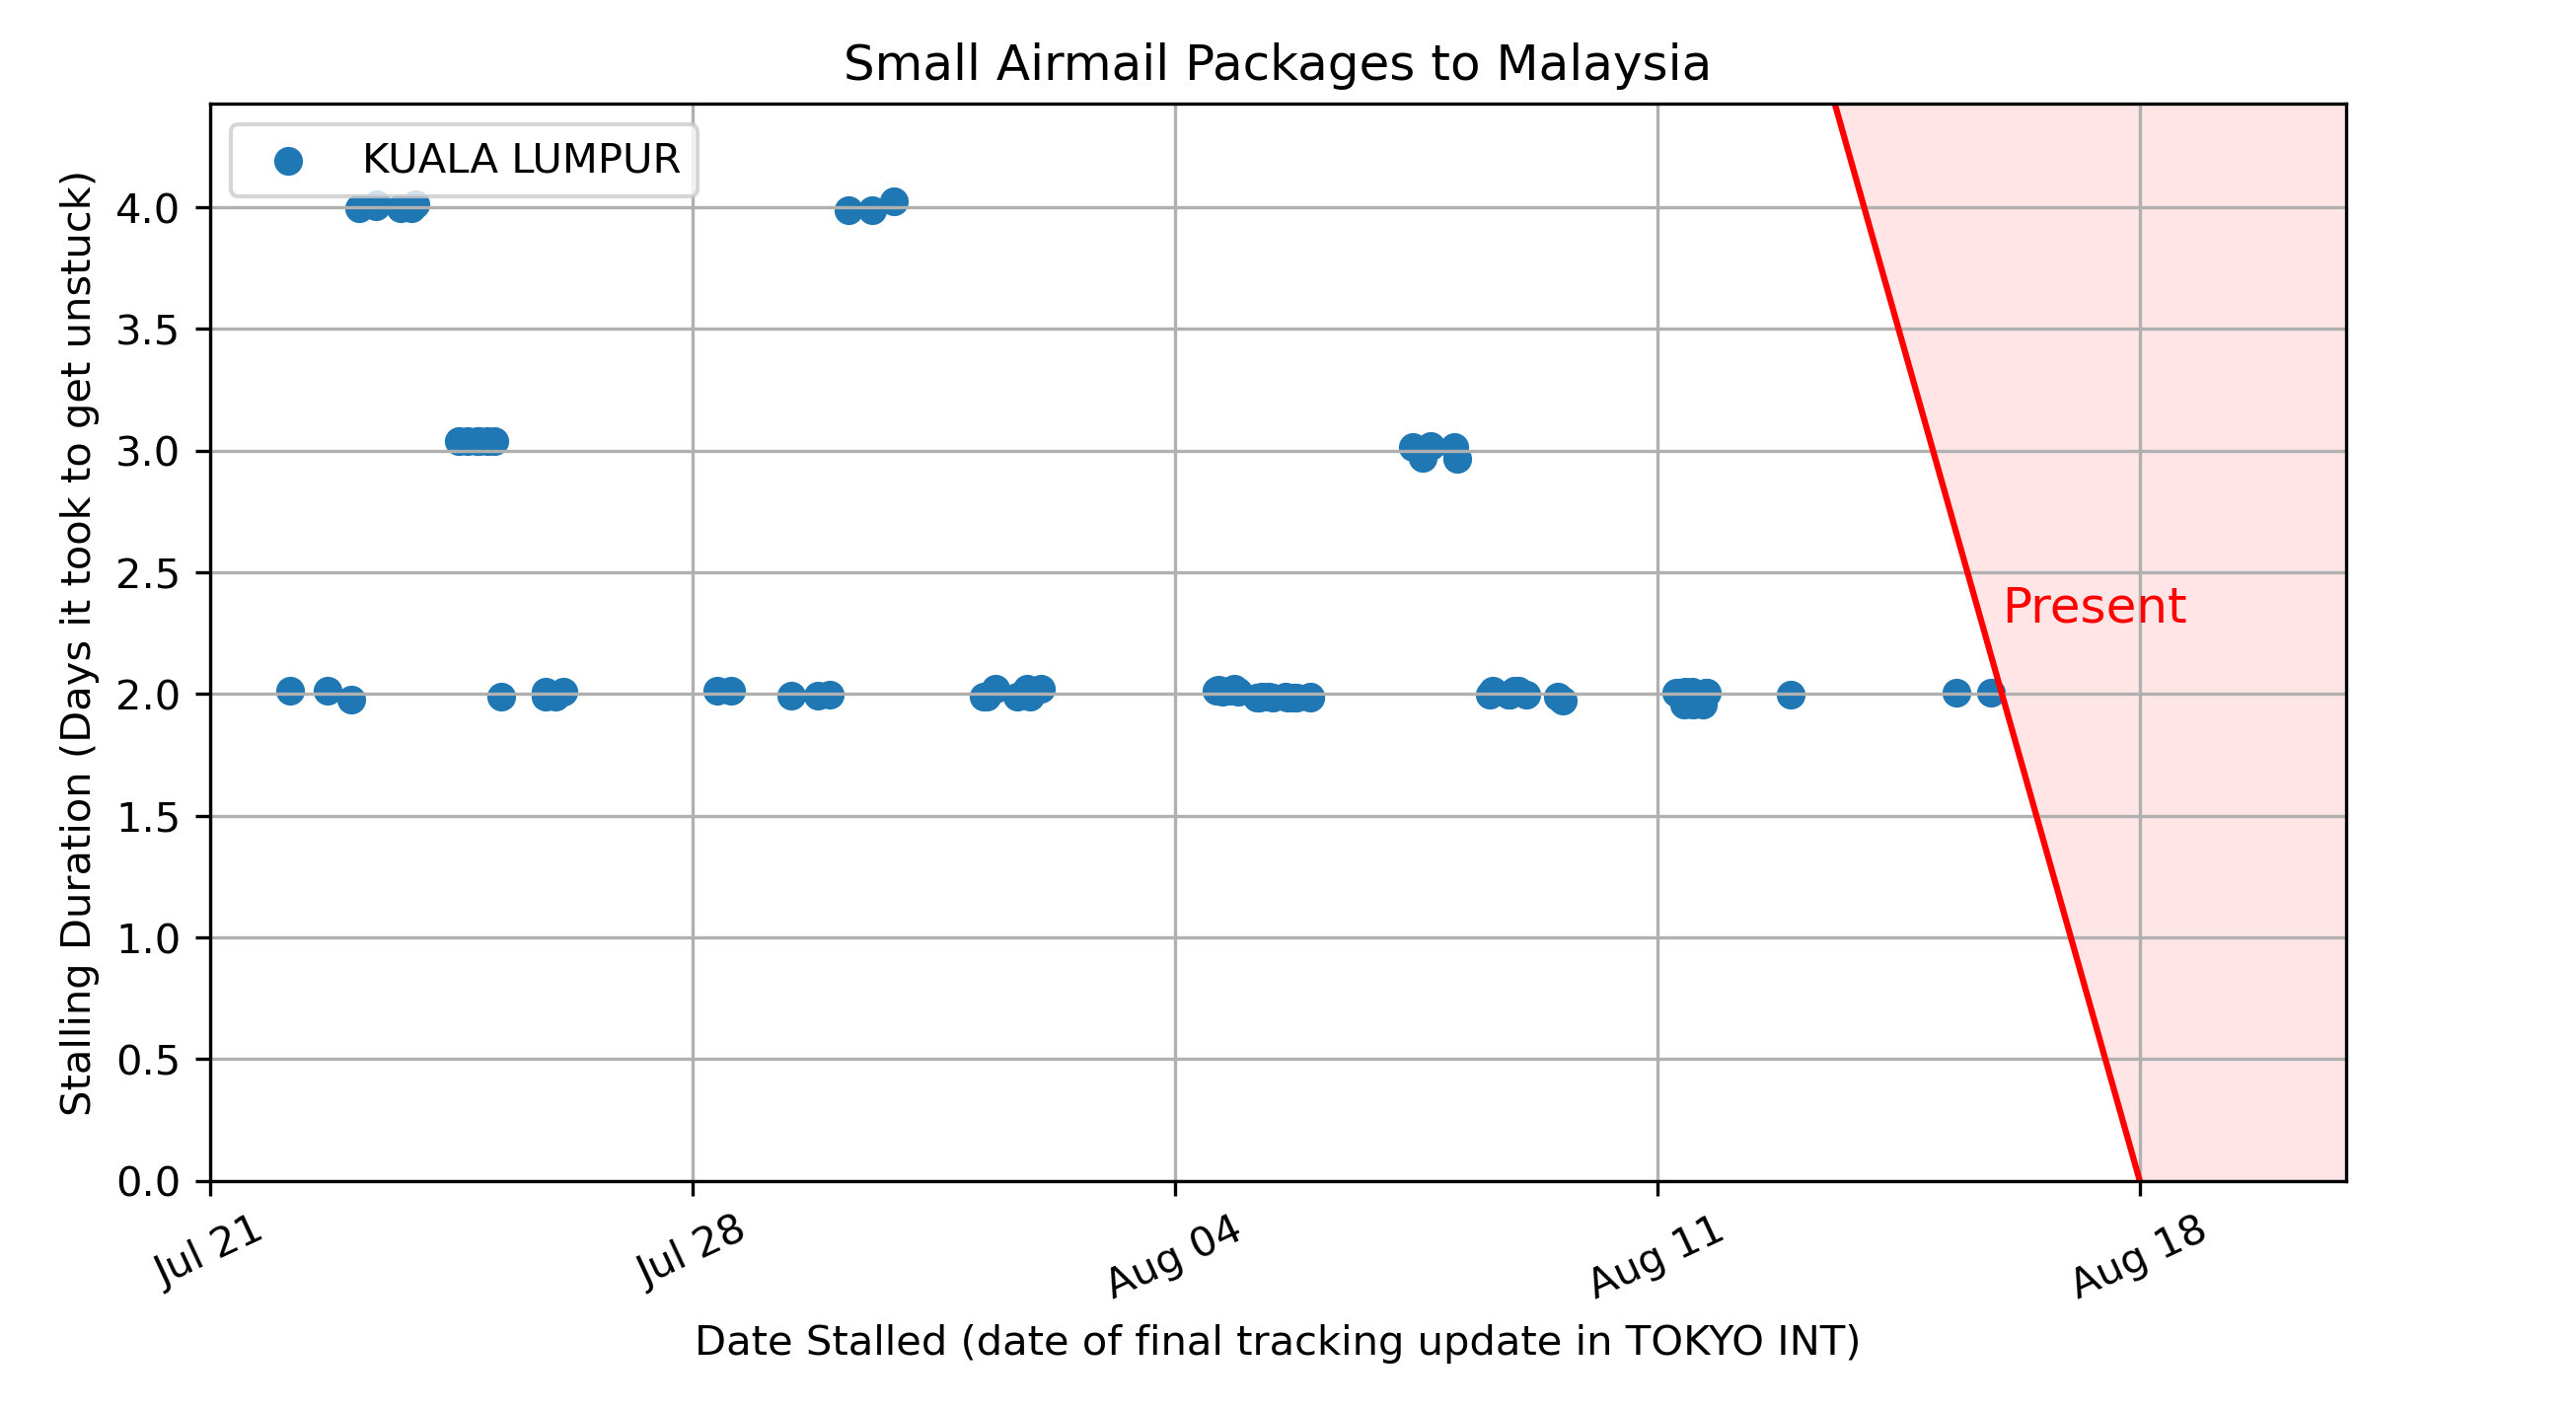 Small Airmail Packages to Malaysia
KUALA LUMPUR
Stalling Duration (Days it took to get unstuck)
4.0
3.5
3.0
2.5
2.0
1.5
1.0
0.5
0.0
Present
Jul 21
Jul 28
Aug 04
Aug 11
Aug 18
Date Stalled (date of final tracking update in TOKYO INT)